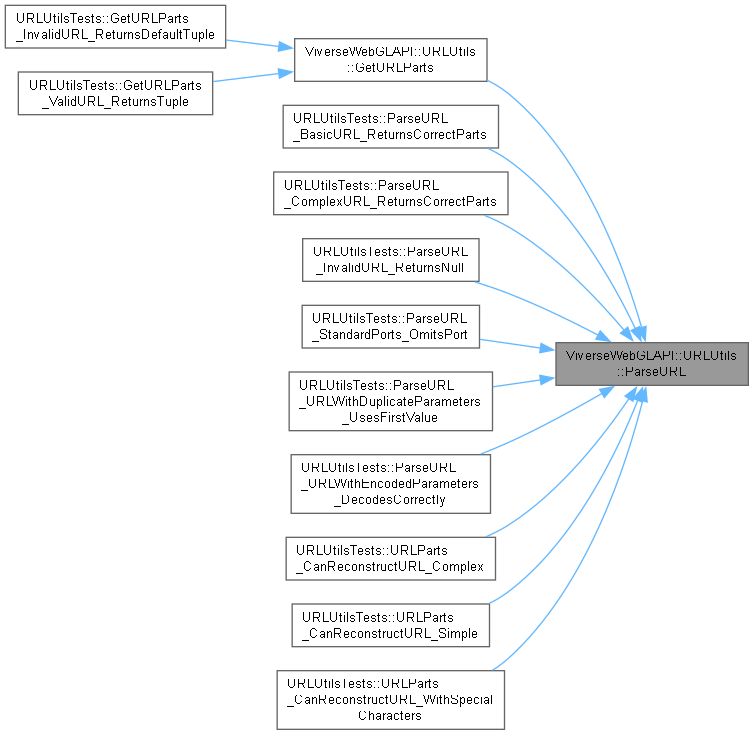 URLUtilsTests::GetURLParts
_InvalidURL_ReturnsDefaultTuple
URLUtilsTests::GetURLParts
_ValidURL_ReturnsTuple
ViverseWebGLAPI::URLUtils
::GetURLParts
URLUtilsTests::ParseURL
_BasicURL_ReturnsCorrectParts
URLUtilsTests::ParseURL
_ComplexURL_ReturnsCorrectParts
URLUtilsTests::ParseURL
_InvalidURL_ReturnsNull
URLUtilsTests::ParseURL
_StandardPorts_OmitsPort
URLUtilsTests::ParseURL
_URLWithDuplicateParameters
_UsesFirstValue
URLUtilsTests::ParseURL
_URLWithEncodedParameters
_DecodesCorrectly
URLUtilsTests::URLParts
_CanReconstructURL_Complex
URLUtilsTests::URLParts
_CanReconstructURL_Simple
URLUtilsTests::URLParts
_CanReconstructURL_WithSpecial
Characters
ViverseWebGLAPI::URLUtils
::ParseURL